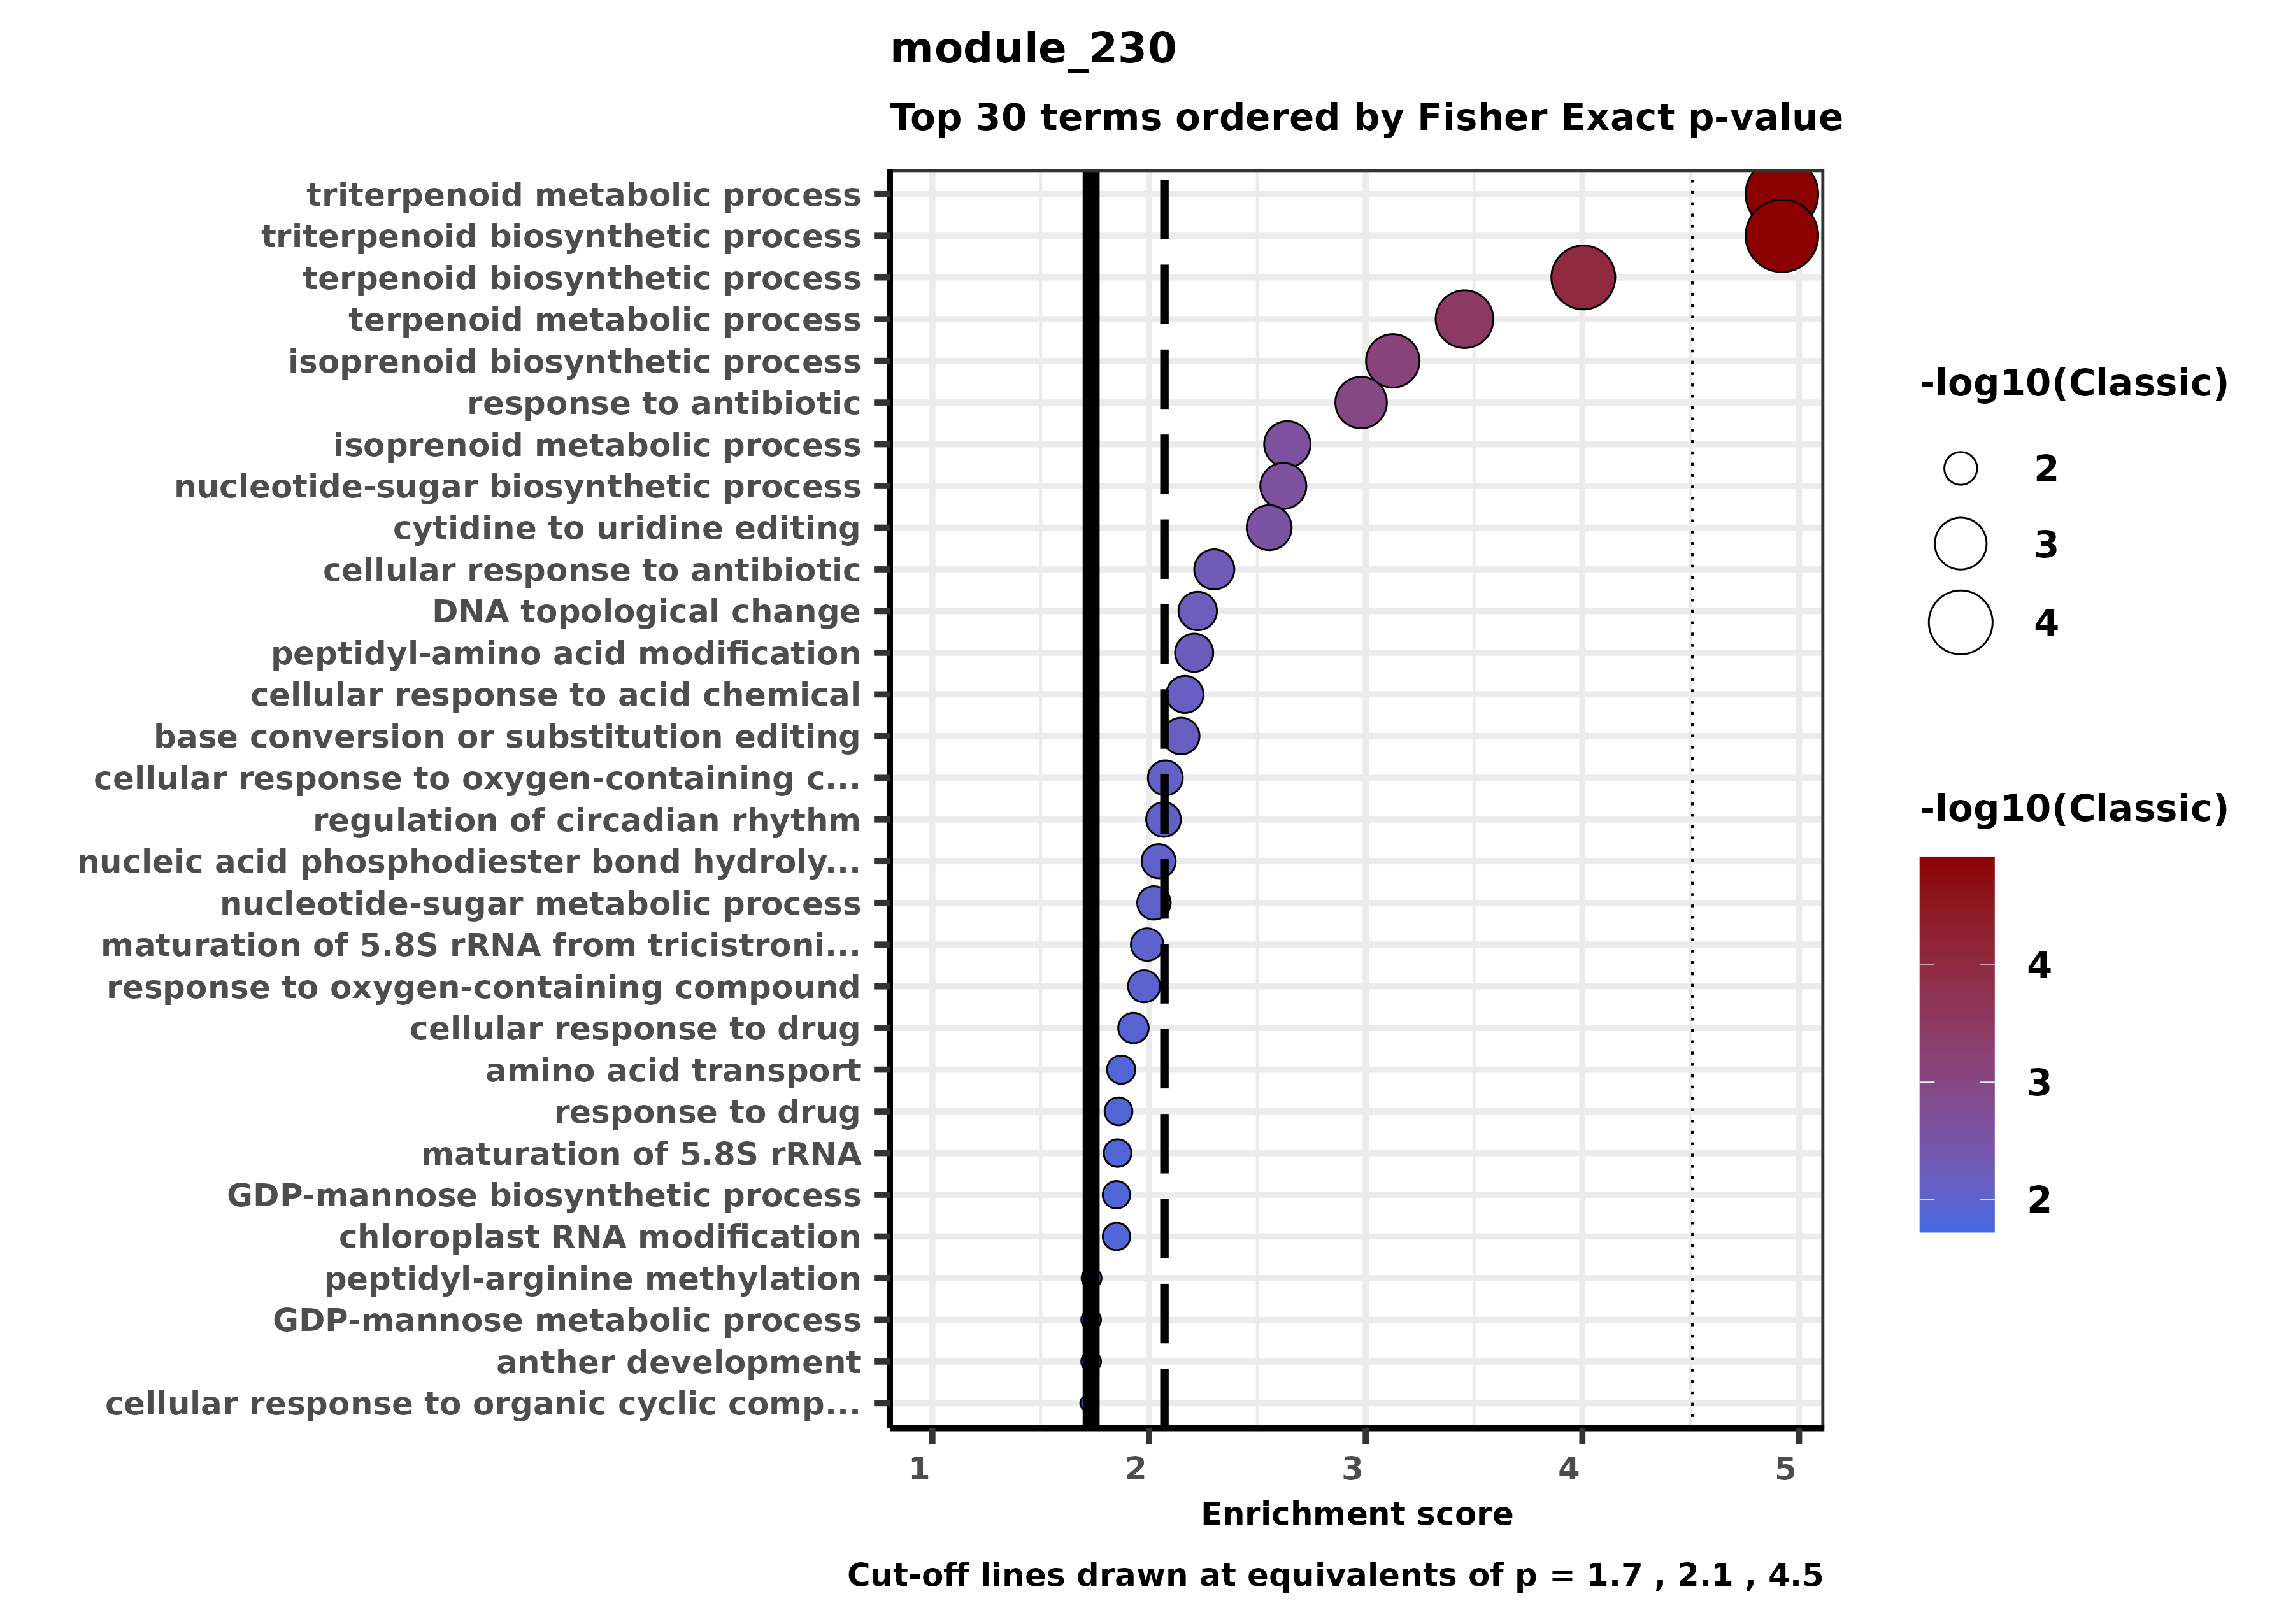 module_230
Top 30 terms ordered by Fisher Exact p-value
triterpenoid metabolic process
triterpenoid biosynthetic process
terpenoid biosynthetic process
terpenoid metabolic process
isoprenoid biosynthetic process
response to antibiotic
isoprenoid metabolic process
nucleotide-sugar biosynthetic process
cytidine to uridine editing
cellular response to antibiotic
DNA topological change
peptidyl-amino acid modification
cellular response to acid chemical
base conversion or substitution editing
cellular response to oxygen-containing c...
regulation of circadian rhythm
nucleic acid phosphodiester bond hydroly...
nucleotide-sugar metabolic process
maturation of 5.8S rRNA from tricistroni...
response to oxygen-containing compound
cellular response to drug
amino acid transport
response to drug
maturation of 5.8S rRNA
GDP-mannose biosynthetic process
chloroplast RNA modification
peptidyl-arginine methylation
GDP-mannose metabolic process
anther development
cellular response to organic cyclic comp...
1 2 3 4 5
Enrichment score
Cut-off lines drawn at equivalents of p = 1.7 , 2.1 , 4.5
-log10(Classic)
2
3
4
-log10(Classic)
4
3
2